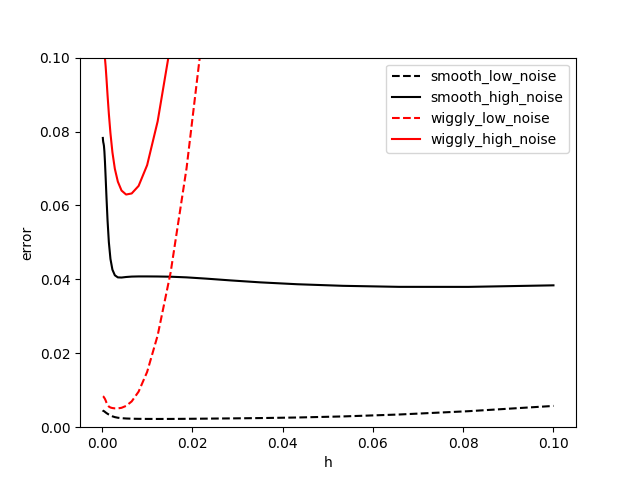 0.10
0.08
0.06
0.04
0.02
0.00
error
0.00
0.02
0.04
0.06
0.08
0.10
h
smooth_low_noise
smooth_high_noise
wiggly_low_noise
wiggly_high_noise